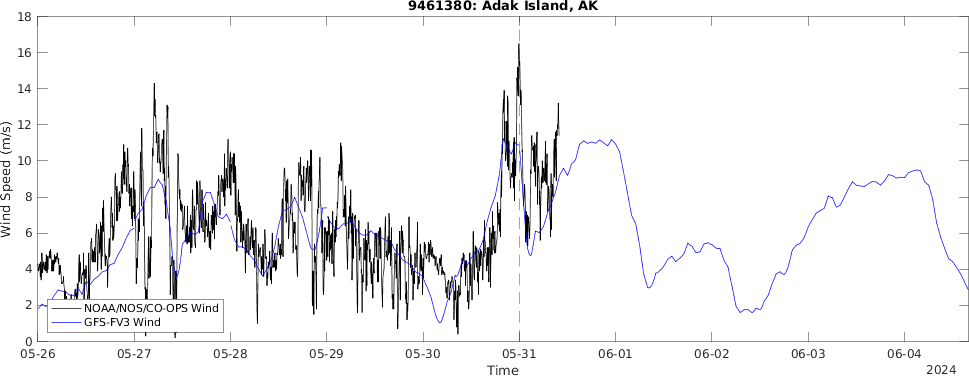 9461380: Adak Island, AK
18
16
14
12
10
8
6
4
2
0
Wind Speed (m/s)
NOAA/NOS/CO-OPS Wind
GFS-FV3 Wind
05-26 05-27 05-28 05-29 05-30 05-31 06-01 06-02 06-03 06-04
Time
2024